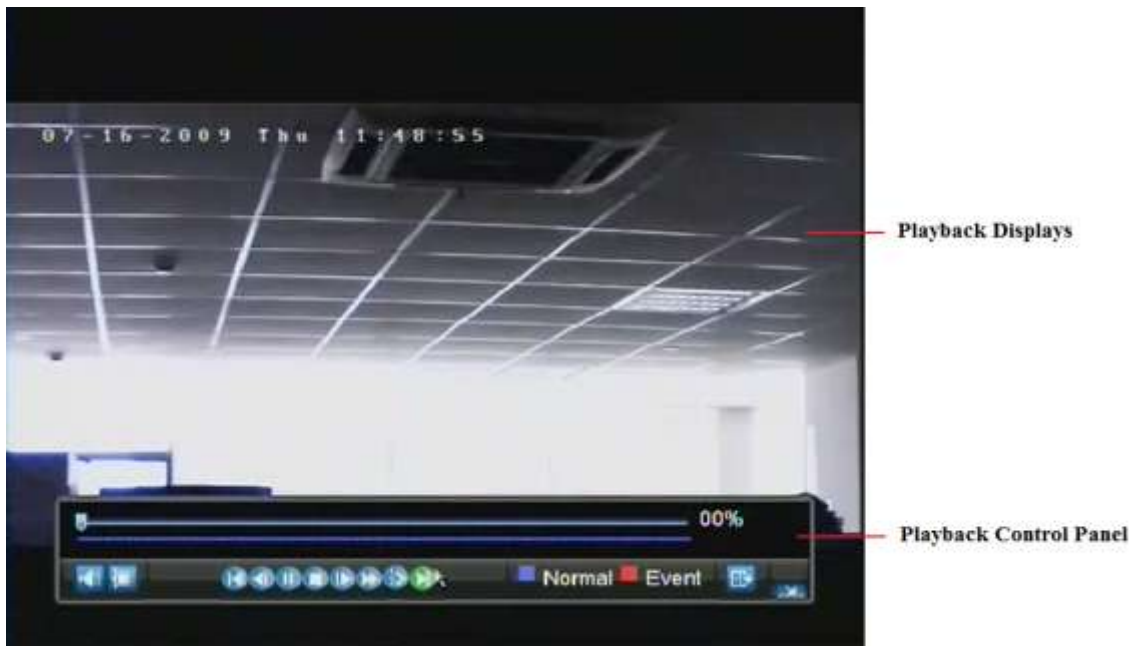 07-16-2009 Thu 11:48:55
Playback Displays
00%
Playback Control Panel
Normal Event